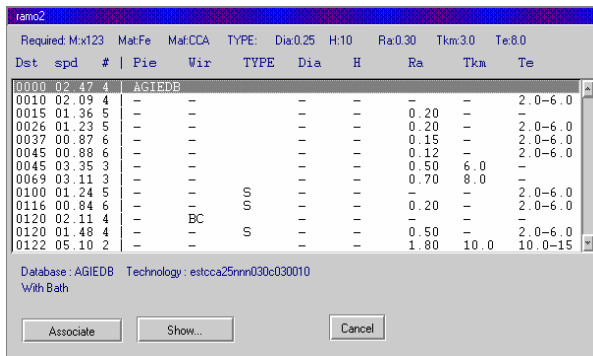 ramo2
Required: M:x123 Mat:Fe Maf:CCA TYPE: Dia:0.25 H:10 Ra:0.30 Tkm:3.0 Te:8.0
Dst spd # | Pie Wir TYPE Dia H Ra Tkm Te
0000 02.47 4 | AGIEDB
0010 02.09 4 | – – – – – – 2.0–6.0
0015 01.36 5 | – – – – 0.20 – –
0026 01.23 5 | – – – – 0.20 – 2.0–6.0
0037 00.87 6 | – – – – 0.15 – 2.0–6.0
0045 00.88 6 | – – – – 0.12 – 2.0–6.0
0045 03.35 3 | – – – – 0.50 6.0 –
0069 03.11 3 | – – – – 0.70 8.0 –
0100 01.24 5 | – – S – – – – 2.0–6.0
0116 00.84 6 | – – S – – 0.20 – 2.0–6.0
0120 02.11 4 | – BC – – – – –
0120 01.48 4 | – – S – – 0.50 – 2.0–6.0
0122 05.10 2 | – – – – 1.80 10.0 10.0–15
Database : AGIEDB Technology : estcca25nnn030c030010
With Bath
Associate Show... Cancel